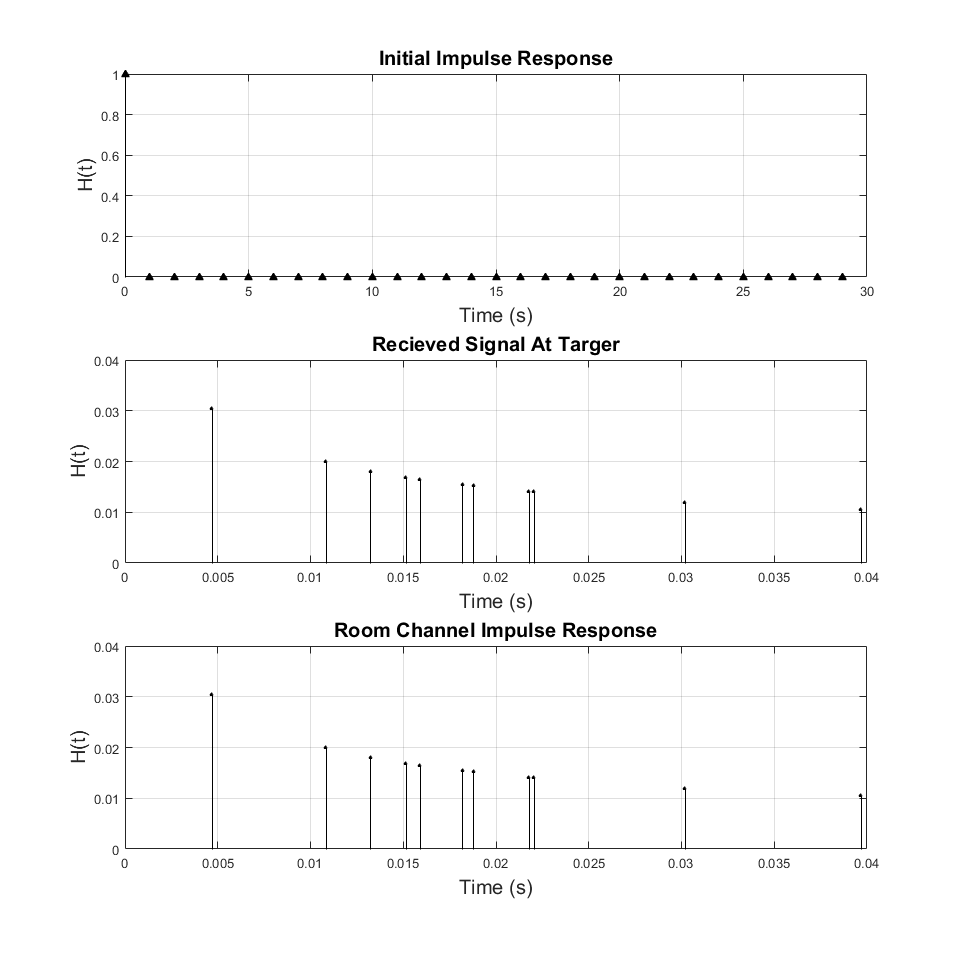 Initial Impulse Response
H(t)
1
0.8
0.6
0.4
0.2
0
0 5 10 15 20 25 30
Time (s)
Recieved Signal At Targer
H(t)
0.04
0.03
0.02
0.01
0
0 0.005 0.01 0.015 0.02 0.025 0.03 0.035 0.04
Time (s)
Room Channel Impulse Response
H(t)
0.04
0.03
0.02
0.01
0
0 0.005 0.01 0.015 0.02 0.025 0.03 0.035 0.04
Time (s)